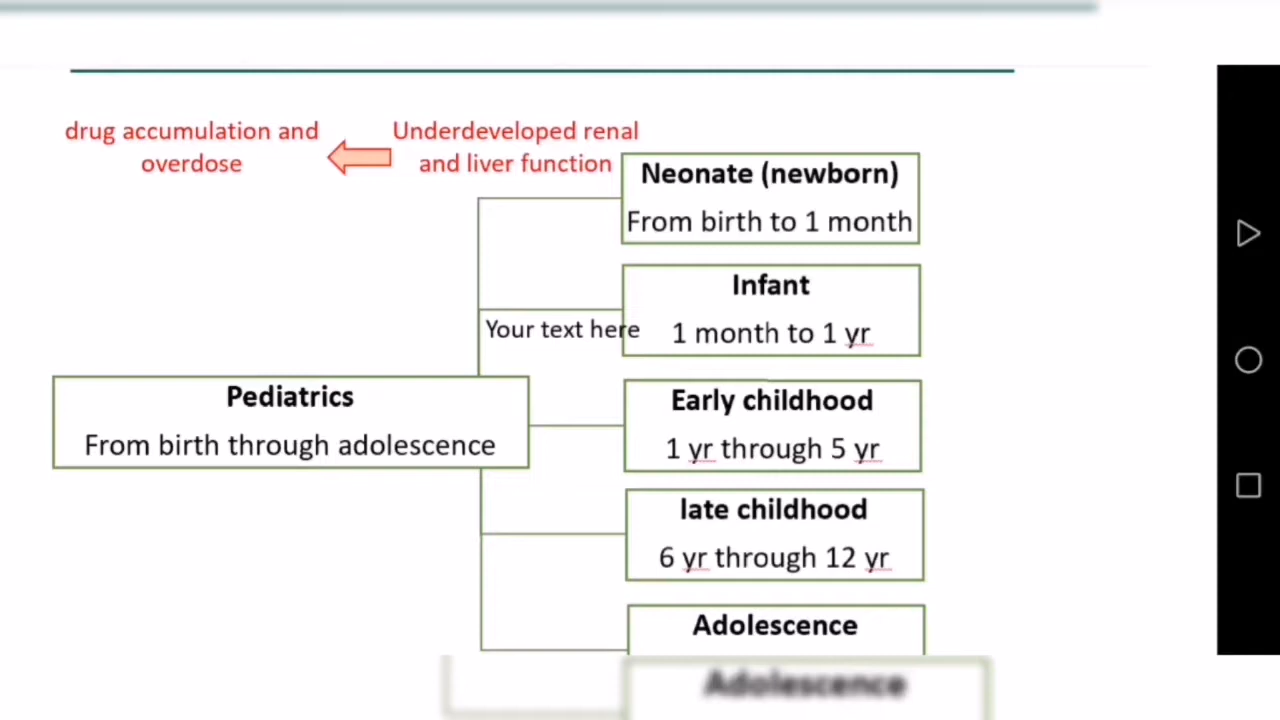 drug accumulation and
overdose
Underdeveloped renal
and liver function
Neonate (newborn)
From birth to 1 month
Infant
1 month to 1 yr
Your text here
Pediatrics
From birth through adolescence
Early childhood
1 yr through 5 yr
late childhood
6 yr through 12 yr
Adolescence
Adolescence